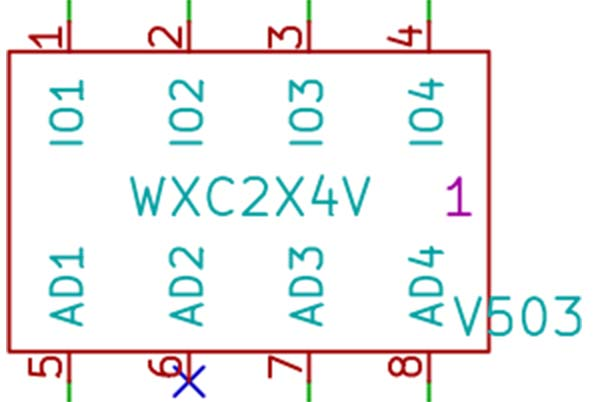 1 2 3 4
IO1 IO2 IO3 IO4
WXC2X4V 1
AD1 AD2 AD3 AD4
V503
5 6 7 8